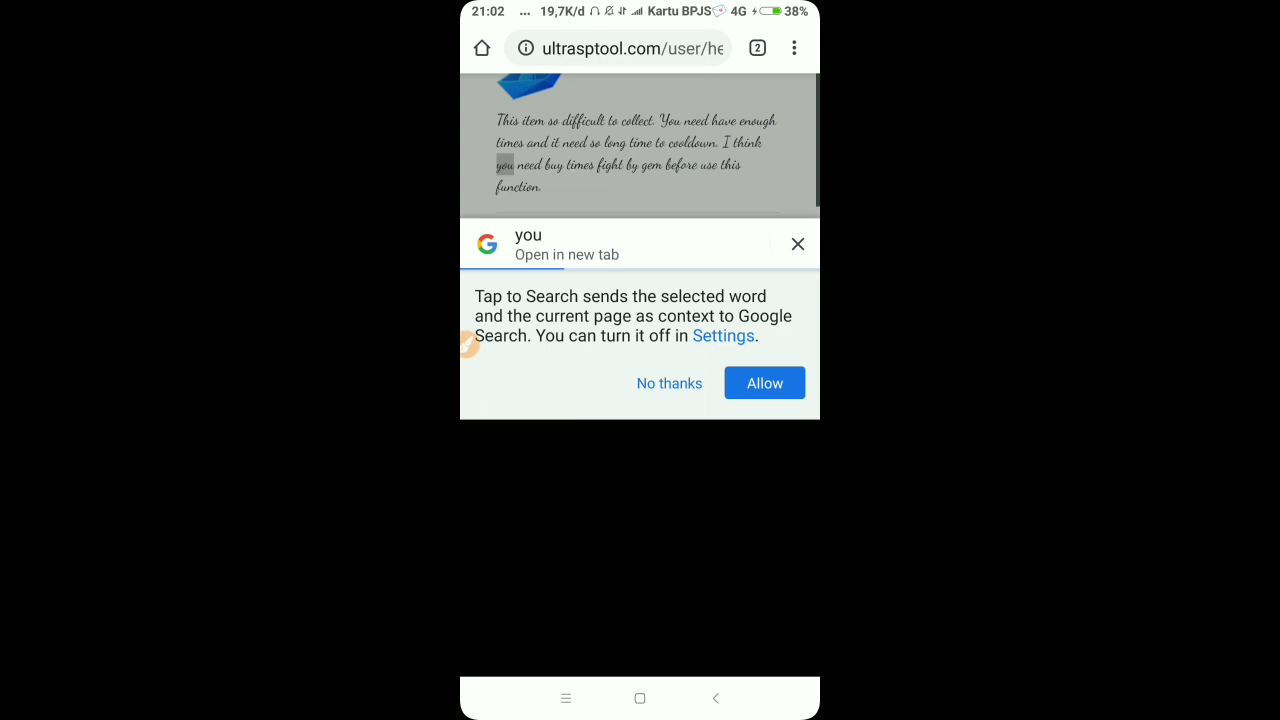 21:02 ... 19,7K/d Kartu BPJS 4G 38%
ultrasptool.com/user/he
2
This item so difficult to collect. You need have enough
times and it need so long time to cooldown. I think
you need buy times fight by gem before use this
function.
you
Open in new tab
Tap to Search sends the selected word
and the current page as context to Google
Search. You can turn it off in Settings.
No thanks Allow